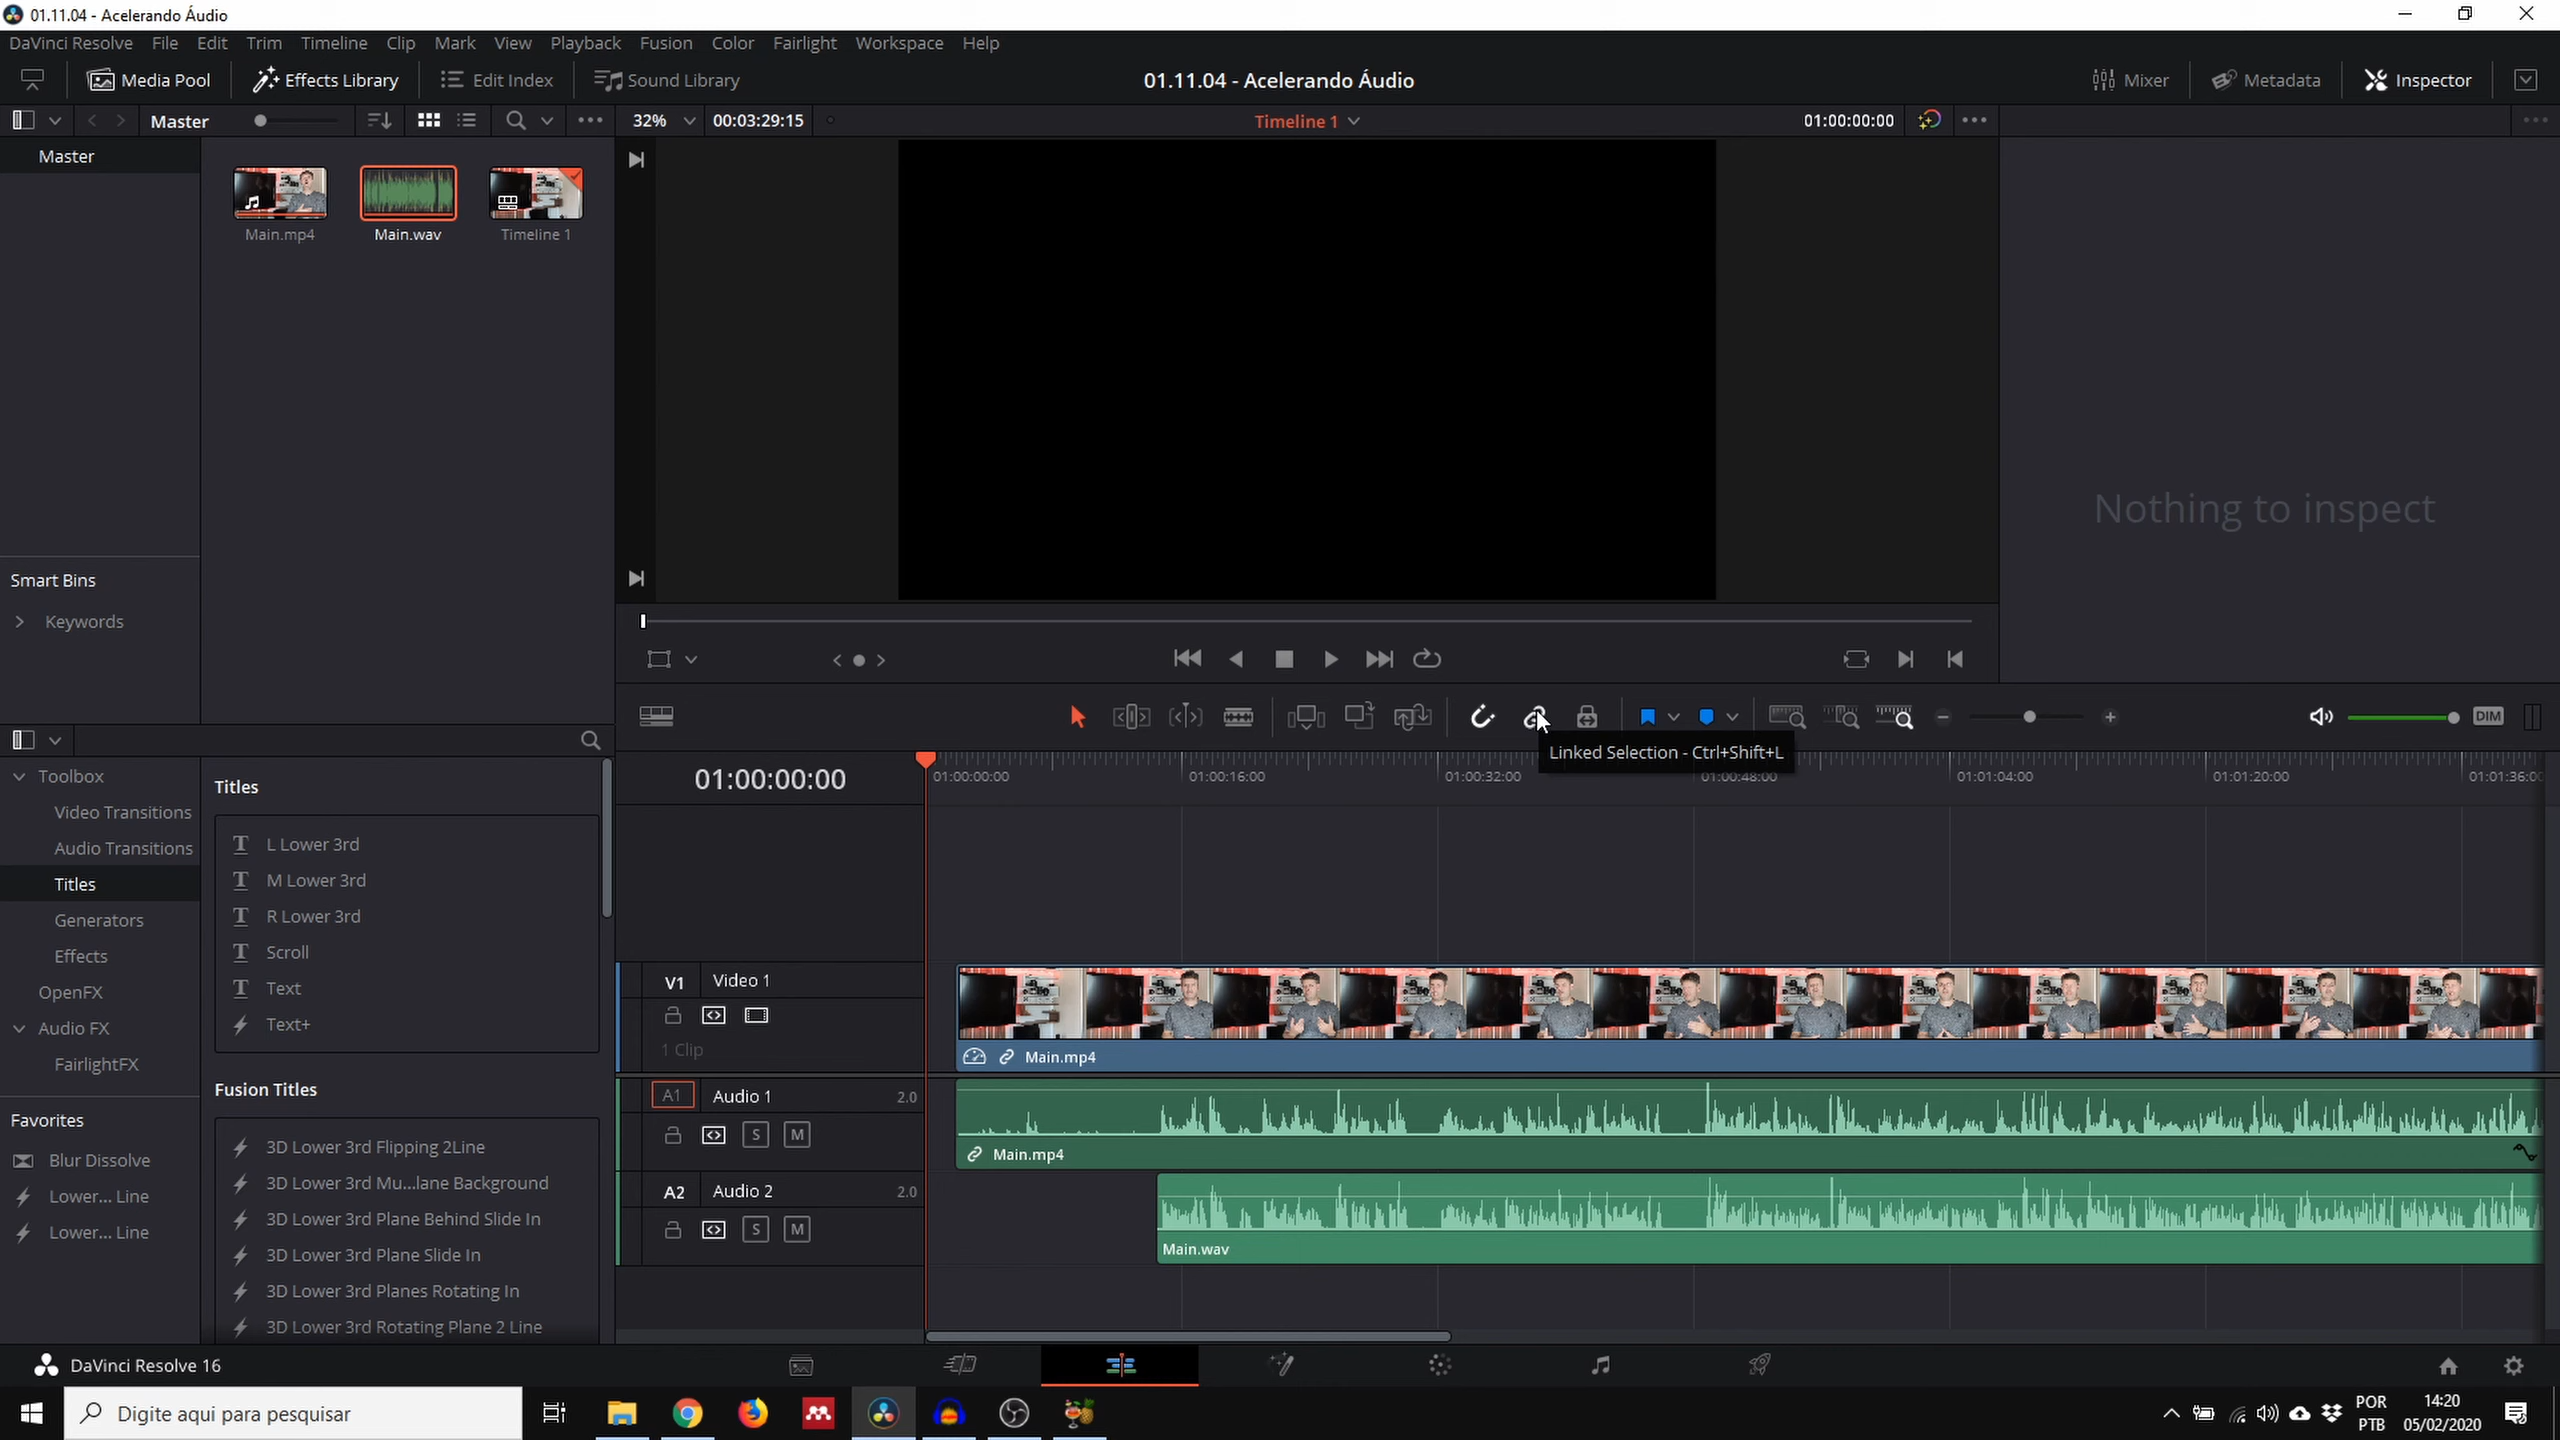 01.11.04 - Acelerando Áudio
DaVinci Resolve File Edit Trim Timeline Clip Mark View Playback Fusion Color Fairlight Workspace Help
Media Pool Effects Library Edit Index Sound Library 01.11.04 - Acelerando Áudio Mixer Metadata Inspector
Master 32% 00:03:29:15 Timeline 1 01:00:00:00
Master
Main.mp4 Main.wav Timeline 1
Nothing to inspect
Smart Bins
Keywords
DIM
Linked Selection - Ctrl+Shift+L
01:00:00:00
01:00:00:00 01:00:16:00 01:00:32:00 01:00:48:00 01:01:04:00 01:01:20:00 01:01:36:00
Toolbox
Video Transitions
Audio Transitions
Titles
Generators
Effects
OpenFX
Audio FX
FairlightFX
Favorites
Blur Dissolve
Lower... Line
Lower... Line
Titles
L Lower 3rd
M Lower 3rd
R Lower 3rd
Scroll
Text
Text+
Fusion Titles
3D Lower 3rd Flipping 2Line
3D Lower 3rd Mu...lane Background
3D Lower 3rd Plane Behind Slide In
3D Lower 3rd Plane Slide In
3D Lower 3rd Planes Rotating In
3D Lower 3rd Rotating Plane 2 Line
V1 Video 1
1 Clip
Main.mp4
A1 Audio 1 2.0
S M
Main.mp4
A2 Audio 2 2.0
S M
Main.wav
DaVinci Resolve 16
Digite aqui para pesquisar
POR
PTB
14:20
05/02/2020